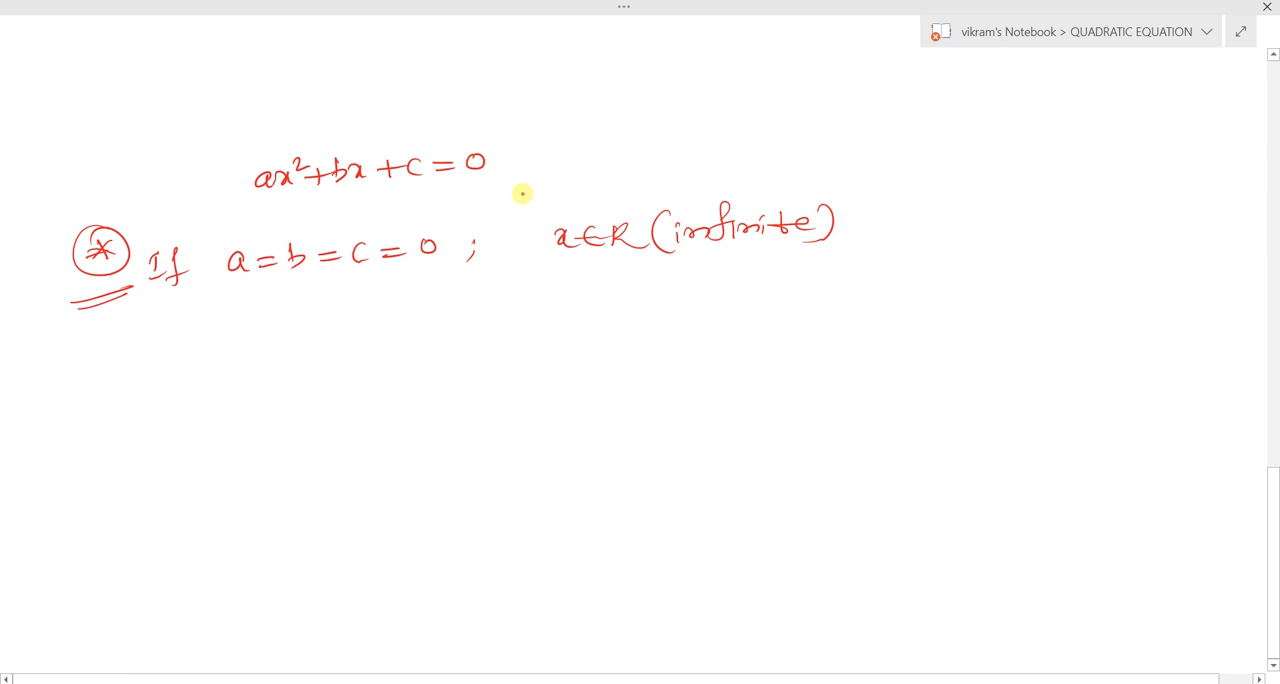 vikram's Notebook > QUADRATIC EQUATION
ax²+bx+c=0
If a=b=c=0; x∈R (infinite)